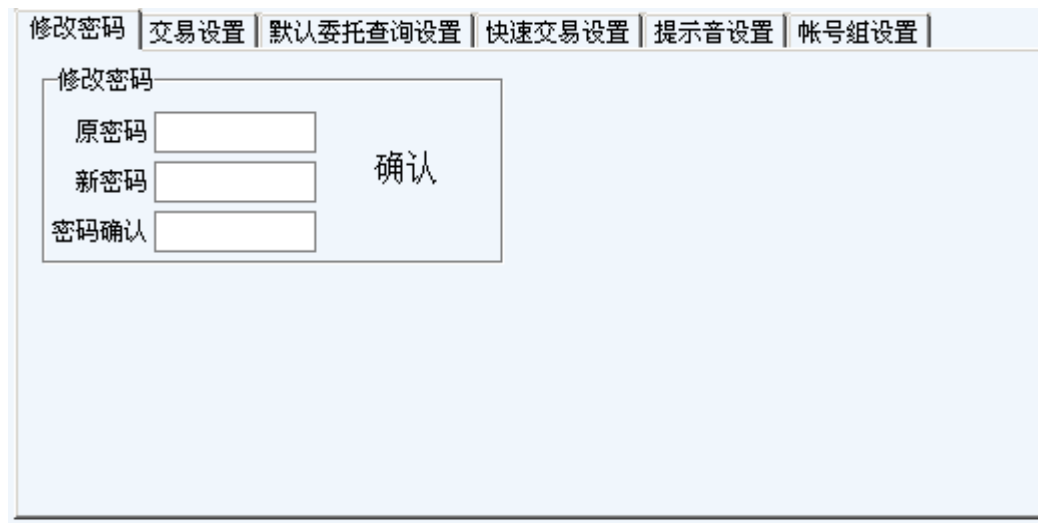 修改密码 交易设置 默认委托查询设置 快速交易设置 提示音设置 帐号组设置
修改密码
原密码
新密码
确认
密码确认